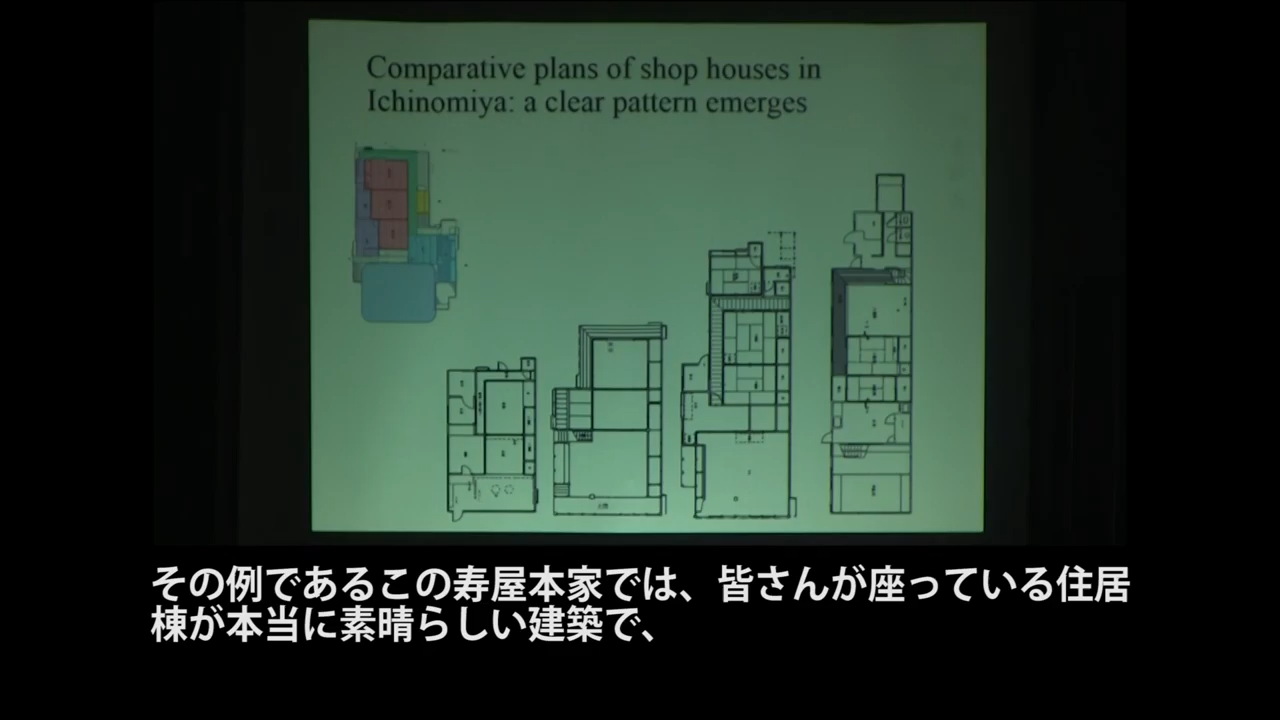 Comparative plans of shop houses in
Ichinomiya: a clear pattern emerges
その例であるこの寿屋本家では、皆さんが座っている住居
棟が本当に素晴らしい建築で、